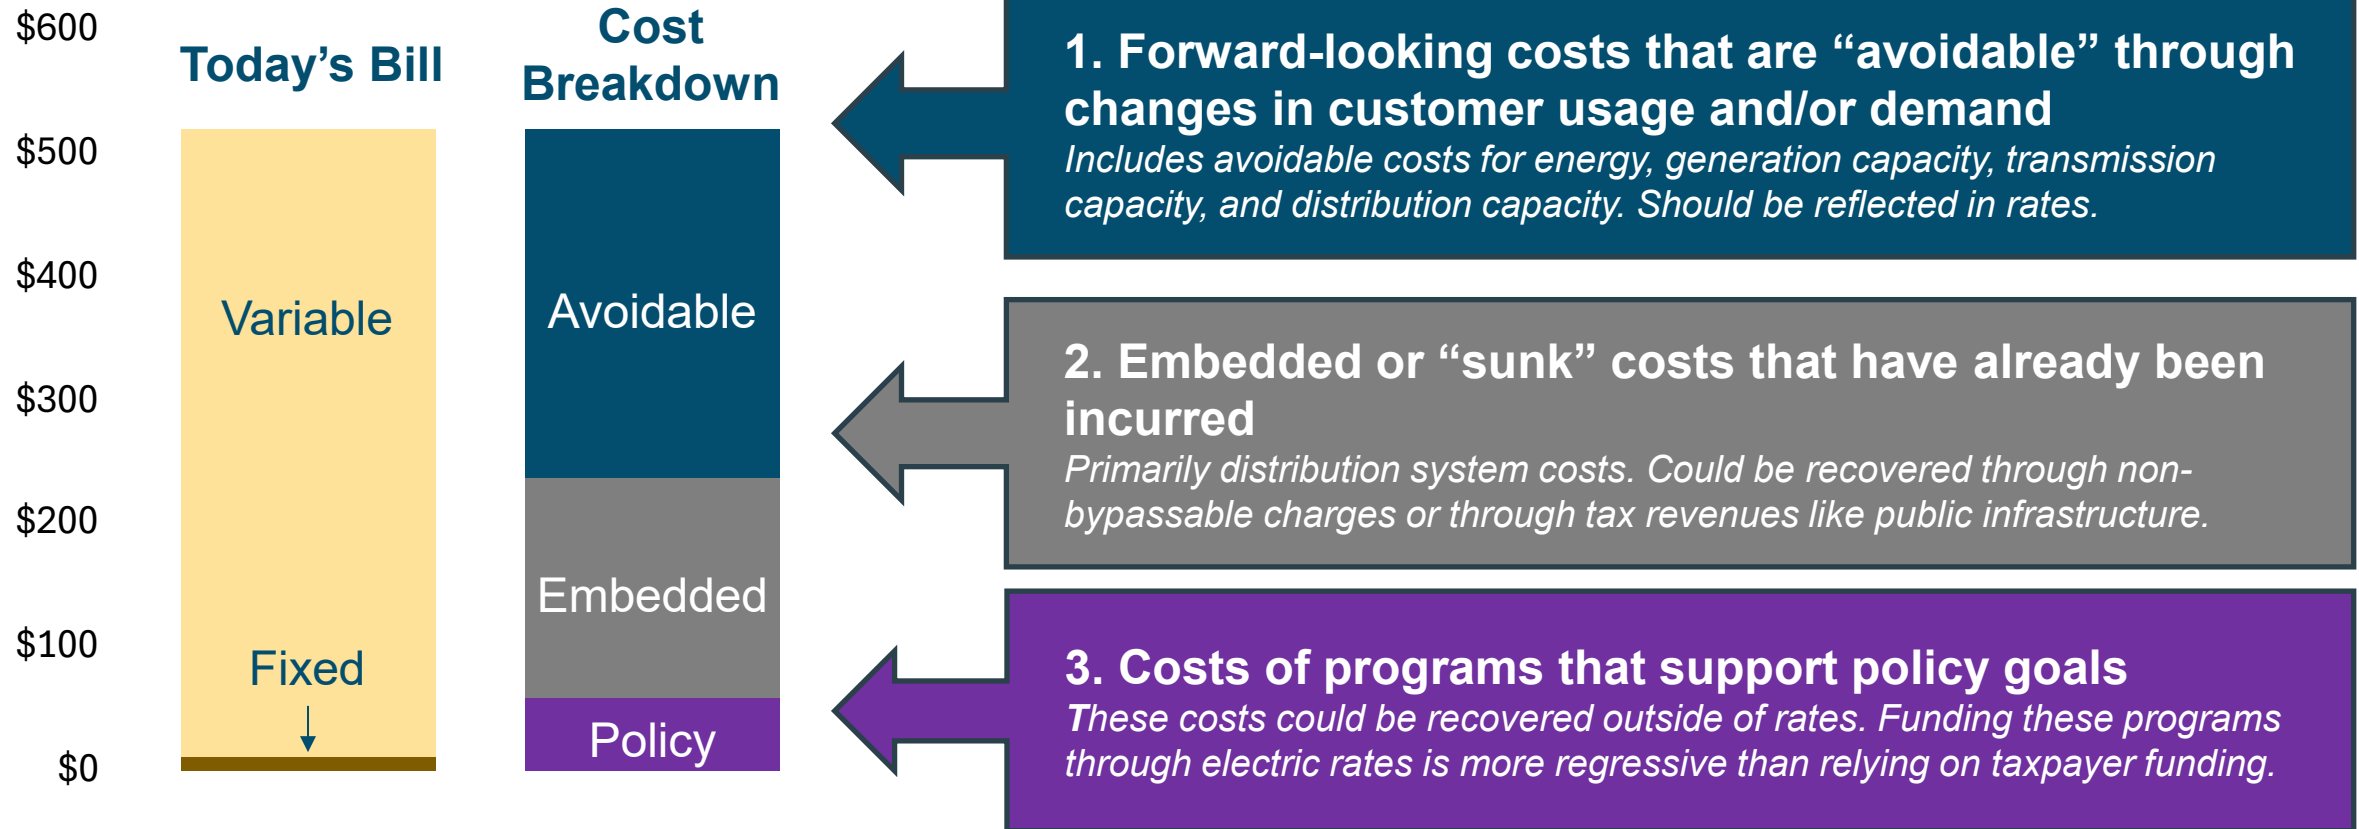 $600
$500
$400
$300
$200
$100
$0
Today’s Bill
Variable
Fixed
Cost
Breakdown
Avoidable
Embedded
Policy
1. Forward-looking costs that are “avoidable” through
changes in customer usage and/or demand
Includes avoidable costs for energy, generation capacity, transmission
capacity, and distribution capacity. Should be reflected in rates.
2. Embedded or “sunk” costs that have already been
incurred
Primarily distribution system costs. Could be recovered through non-
bypassable charges or through tax revenues like public infrastructure.
3. Costs of programs that support policy goals
These costs could be recovered outside of rates. Funding these programs
through electric rates is more regressive than relying on taxpayer funding.